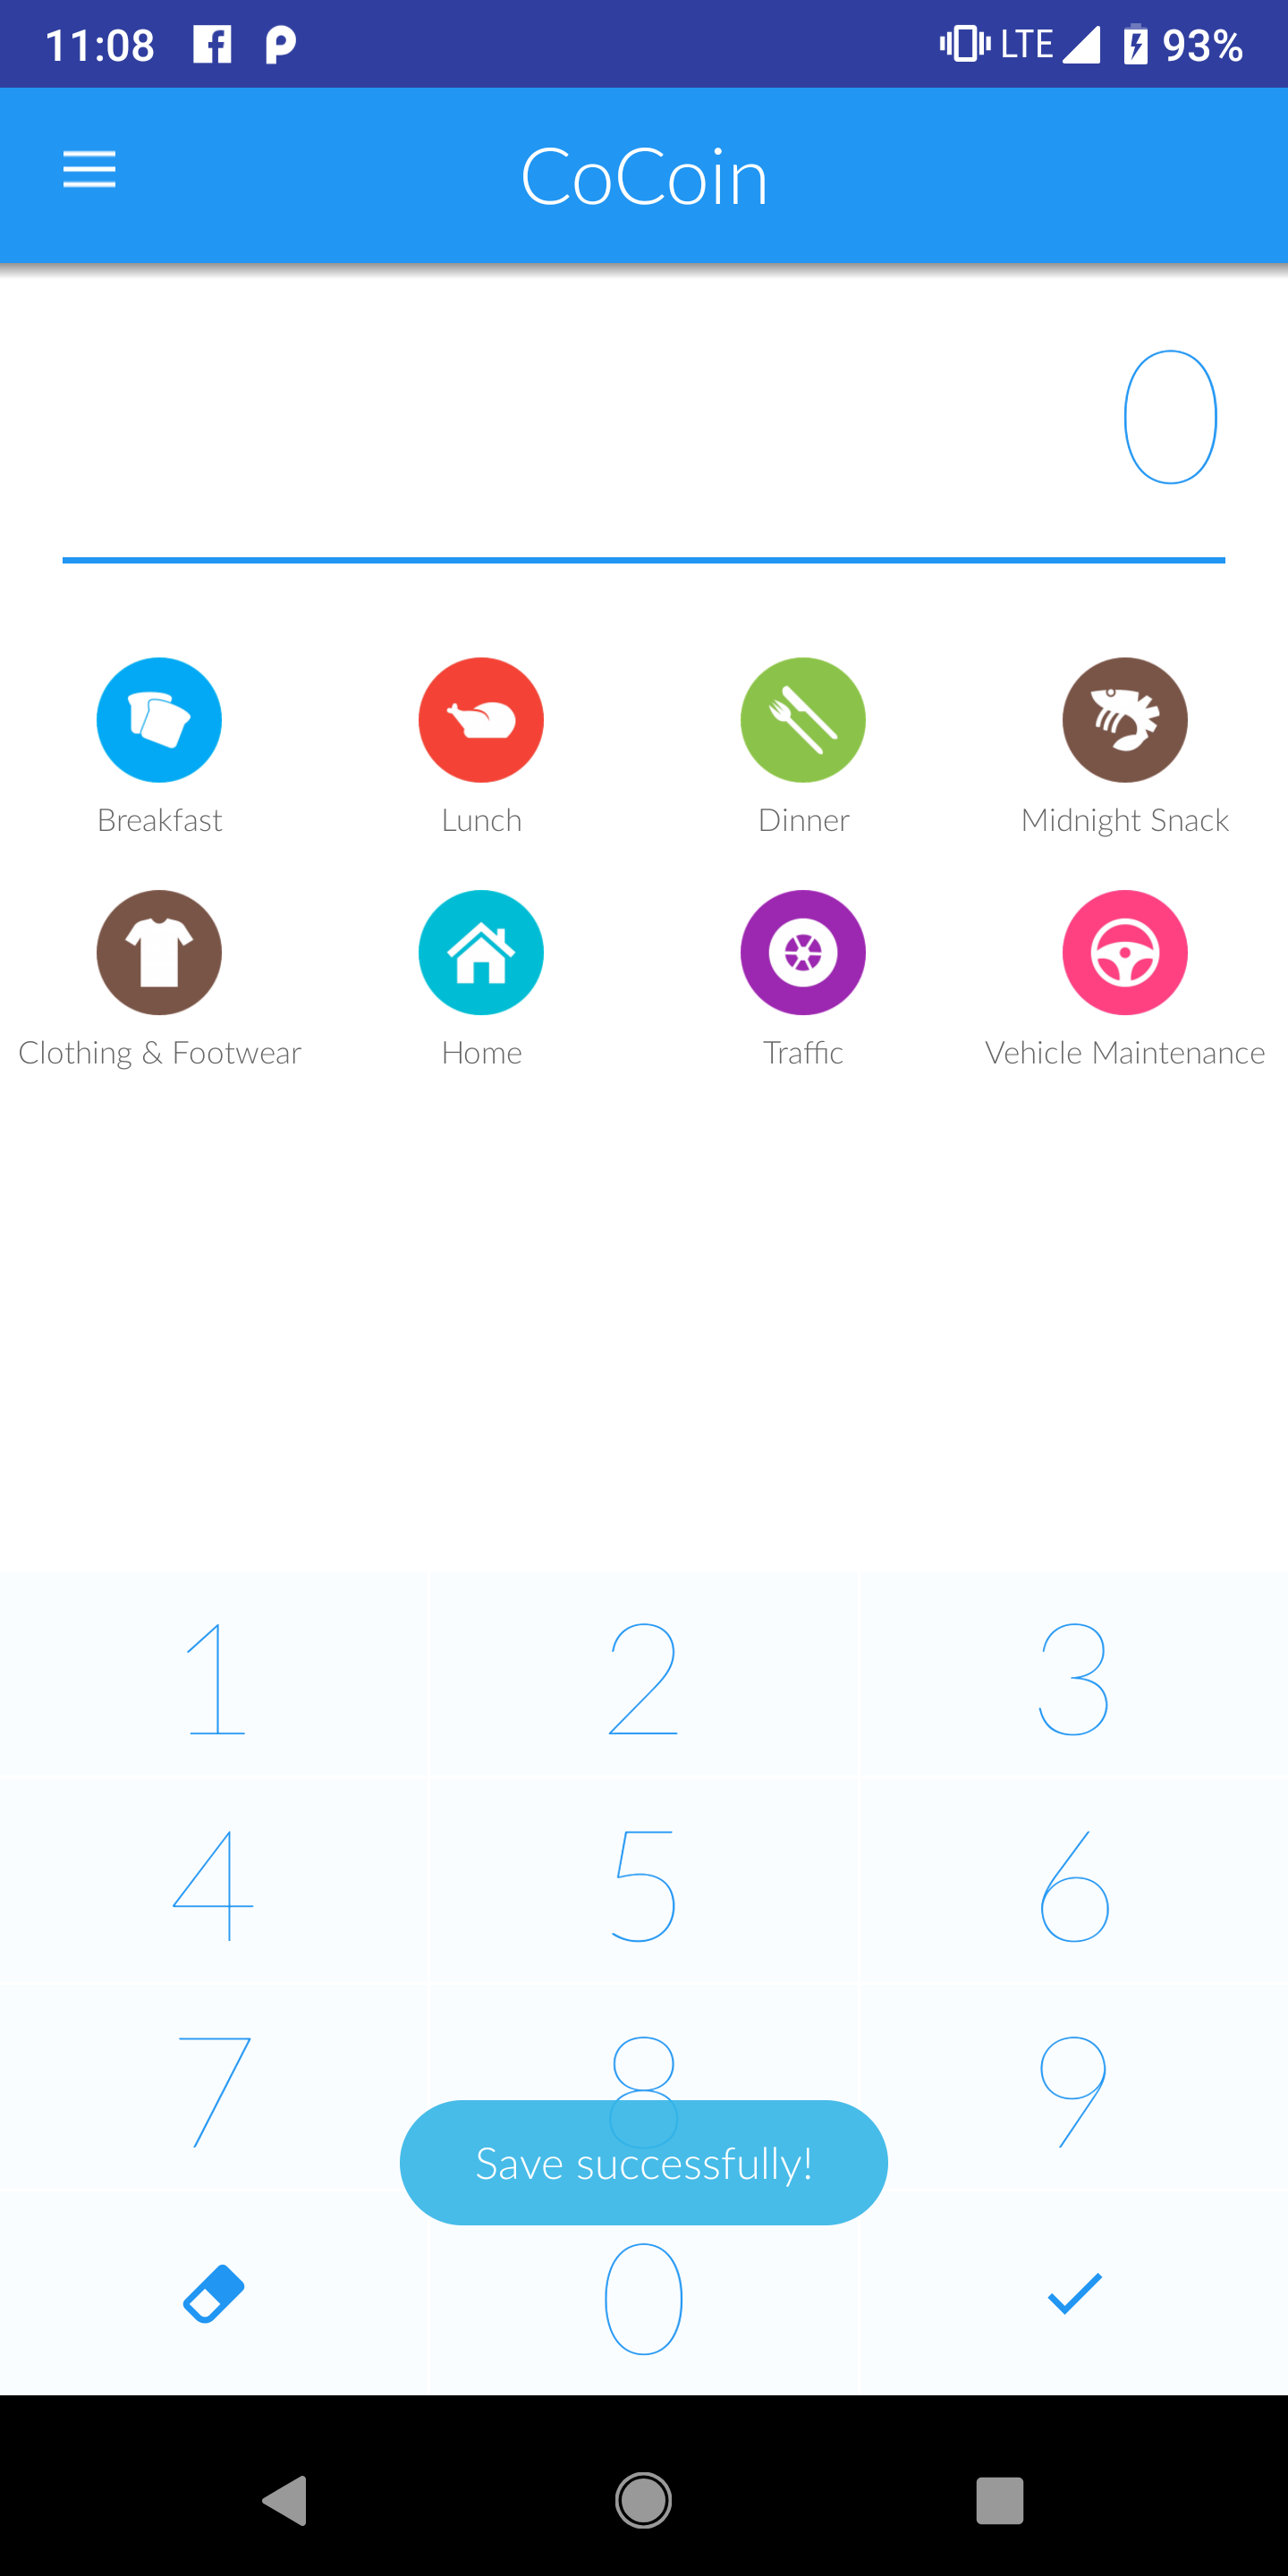 11:08 LTE 93%
CoCoin
0
Breakfast Lunch Dinner Midnight Snack
Clothing & Footwear Home Traffic Vehicle Maintenance
1 2 3
4 5 6
7 8 9
Save successfully!
0